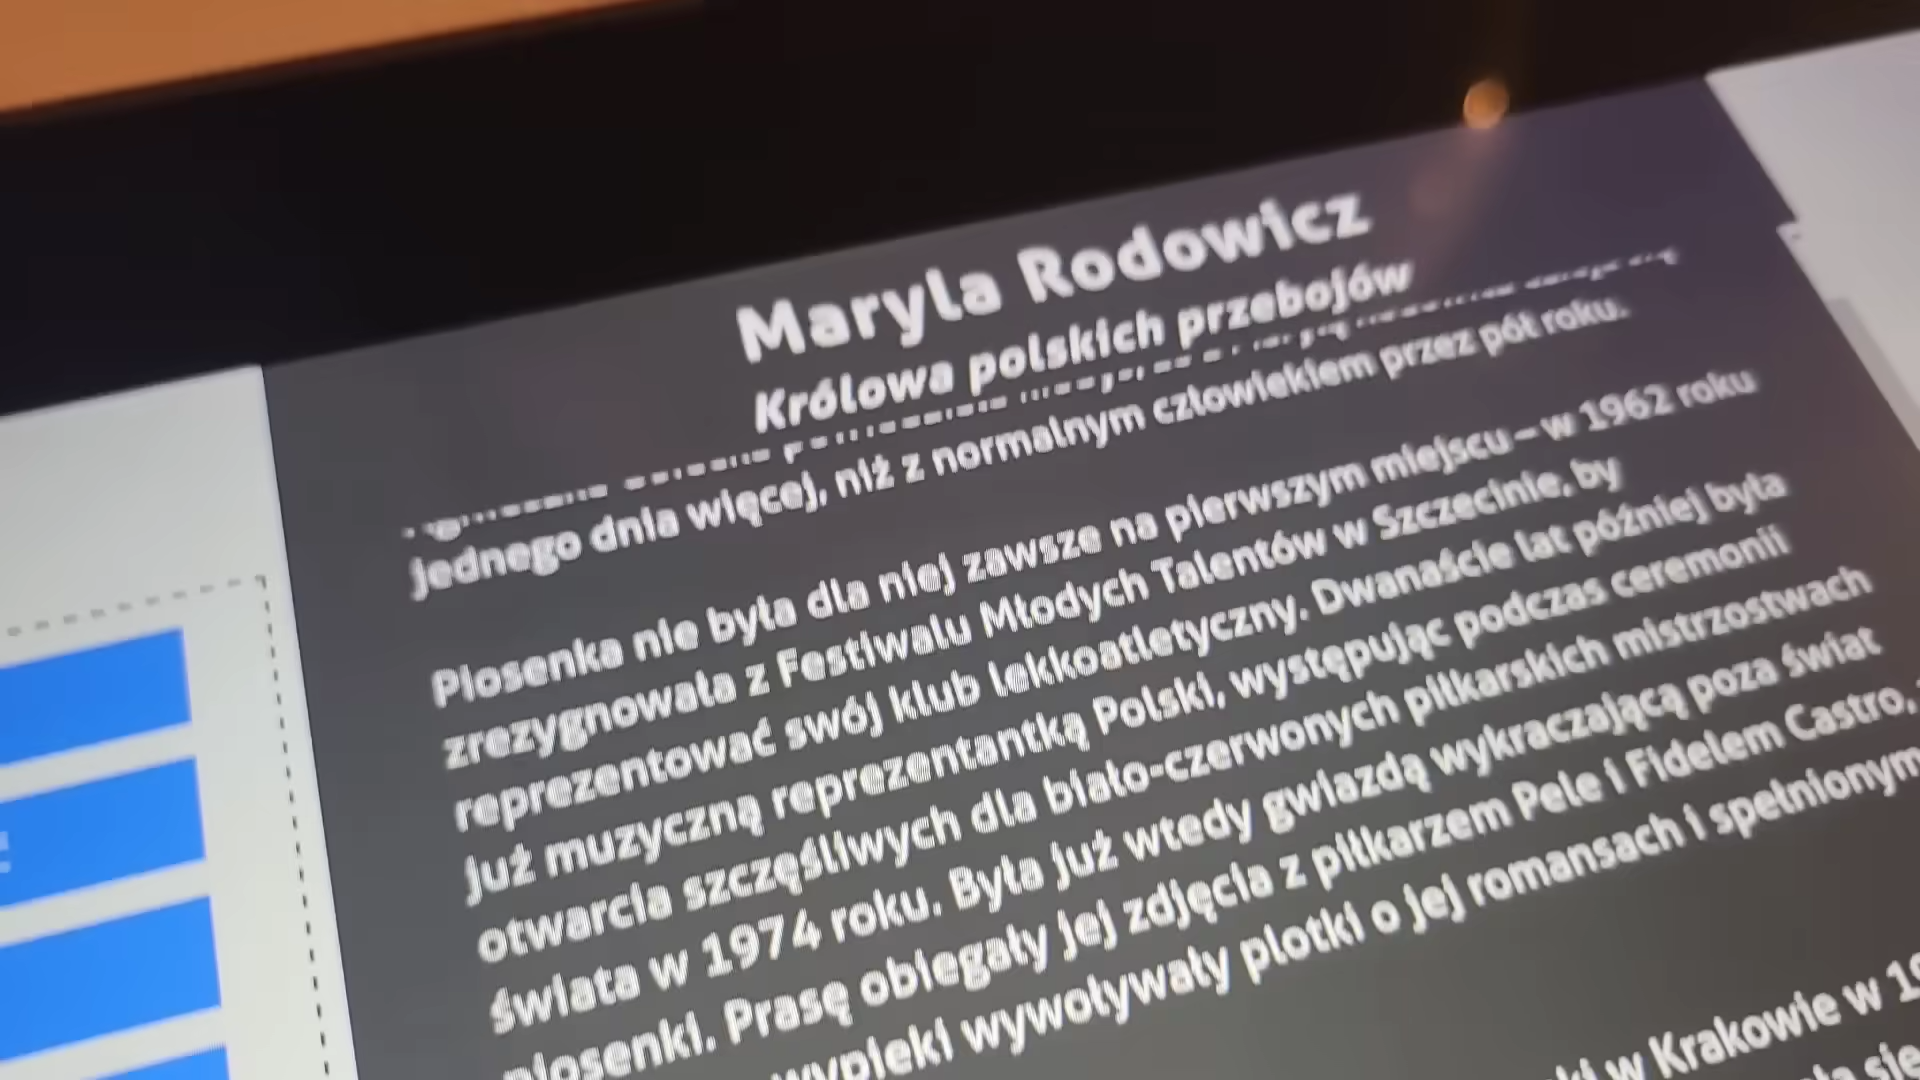 Maryla Rodowicz
Królowa polskich przebojów
jednego dnia więcej, niż z normalnym człowiekiem przez pół roku.
Piosenka nie była dla niej zawsze na pierwszym miejscu – w 1962 roku
zrezygnowała z Festiwalu Młodych Talentów w Szczecinie, by
reprezentować swój klub lekkoatletyczny. Dwanaście lat później była
już muzyczną reprezentantką Polski, występując podczas ceremonii
otwarcia szczęśliwych dla biało-czerwonych piłkarskich mistrzostwach
świata w 1974 roku. Była już wtedy gwiazdą wykraczającą poza świat
piosenki. Prasę obiegały jej zdjęcia z piłkarzem Pele i Fidelem Castro,
wypieki wywoływały plotki o jej romansach i spełnionym
w Krakowie w
się